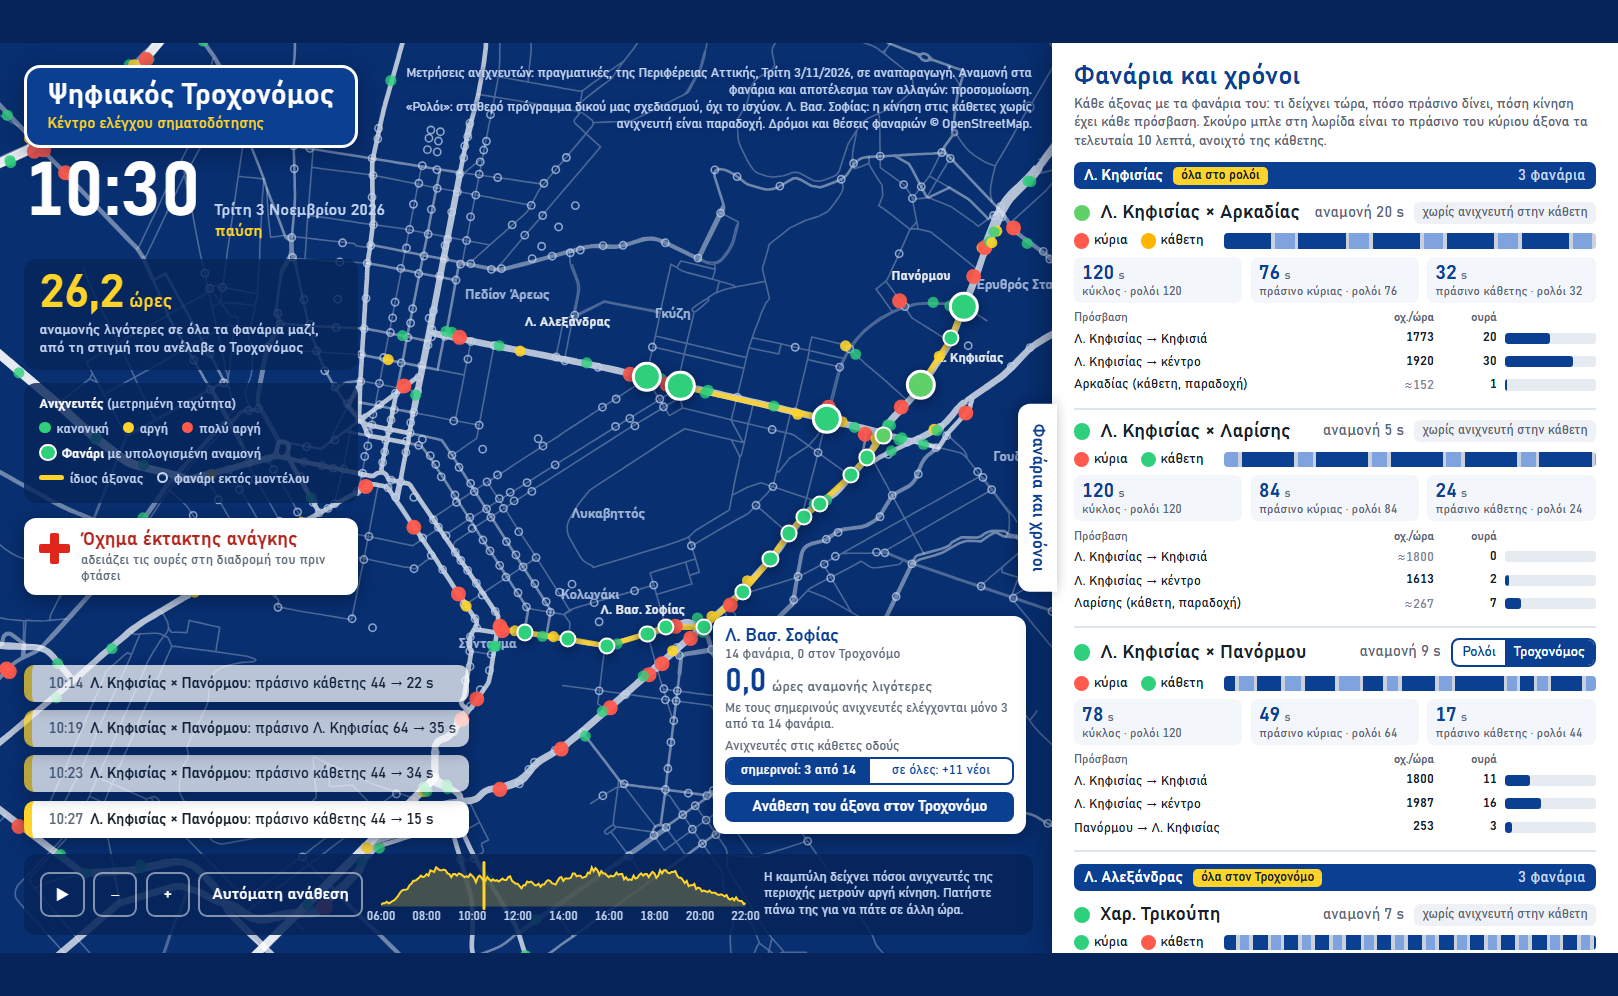 Ψηφιακός Τροχονόμος
Κέντρο ελέγχου σηματοδότησης
10:30
Τρίτη 3 Νοεμβρίου 2026
παύση
Μετρήσεις ανιχνευτών: πραγματικές, της Περιφέρειας Αττικής, Τρίτη 3/11/2026, σε αναπαραγωγή. Αναμονή στα
φανάρια και αποτέλεσμα των αλλαγών: προσομοίωση.
«Ρολόι»: σταθερό πρόγραμμα δικού μας σχεδιασμού, όχι το ισχύον. Λ. Βασ. Σοφίας: η κίνηση στις κάθετες χωρίς
ανιχνευτή είναι παραδοχή. Δρόμοι και θέσεις φαναριών © OpenStreetMap.
26,2 ώρες
αναμονής λιγότερες σε όλα τα φανάρια μαζί,
από τη στιγμή που ανέλαβε ο Τροχονόμος
Ανιχνευτές (μετρημένη ταχύτητα)
κανονική αργή πολύ αργή
Φανάρι με υπολογισμένη αναμονή
ίδιος άξονας φανάρι εκτός μοντέλου
Όχημα έκτακτης ανάγκης
αδειάζει τις ουρές στη διαδρομή του πριν
φτάσει
Πεδίον Άρεως
Λ. Αλεξάνδρας
Γκύζη
Πανόρμου
Ερυθρός Στα
Κηφισίας
Γουδ
Λυκαβηττός
Κολωνάκι
Λ. Βασ. Σοφίας
Σύνταγμα
10:14 Λ. Κηφισίας × Πανόρμου: πράσινο κάθετης 44 → 22 s
10:19 Λ. Κηφισίας × Πανόρμου: πράσινο Λ. Κηφισίας 64 → 35 s
10:23 Λ. Κηφισίας × Πανόρμου: πράσινο κάθετης 44 → 34 s
10:27 Λ. Κηφισίας × Πανόρμου: πράσινο κάθετης 44 → 15 s
Λ. Βασ. Σοφίας
14 φανάρια, 0 στον Τροχονόμο
0,0 ώρες αναμονής λιγότερες
Με τους σημερινούς ανιχνευτές ελέγχονται μόνο 3
από τα 14 φανάρια.
Ανιχνευτές στις κάθετες οδούς
σημερινοί: 3 από 14 σε όλες: +11 νέοι
Ανάθεση του άξονα στον Τροχονόμο
– + Αυτόματη ανάθεση
06:00 08:00 10:00 12:00 14:00 16:00 18:00 20:00 22:00
Η καμπύλη δείχνει πόσοι ανιχνευτές της
περιοχής μετρούν αργή κίνηση. Πατήστε
πάνω της για να πάτε σε άλλη ώρα.
Φανάρια και χρόνοι
Φανάρια και χρόνοι
Κάθε άξονας με τα φανάρια του: τι δείχνει τώρα, πόσο πράσινο δίνει, πόση κίνηση
έχει κάθε πρόσβαση. Σκούρο μπλε στη λωρίδα είναι το πράσινο του κύριου άξονα τα
τελευταία 10 λεπτά, ανοιχτό της κάθετης.
Λ. Κηφισίας όλα στο ρολόι 3 φανάρια
Λ. Κηφισίας × Αρκαδίας αναμονή 20 s χωρίς ανιχνευτή στην κάθετη
κύρια κάθετη
120 s 76 s 32 s
κύκλος · ρολόι 120 πράσινο κύριας · ρολόι 76 πράσινο κάθετης · ρολόι 32
Πρόσβαση οχ./ώρα ουρά
Λ. Κηφισίας → Κηφισιά 1773 20
Λ. Κηφισίας → κέντρο 1920 30
Αρκαδίας (κάθετη, παραδοχή) ≈152 1
Λ. Κηφισίας × Λαρίσης αναμονή 5 s χωρίς ανιχνευτή στην κάθετη
κύρια κάθετη
120 s 84 s 24 s
κύκλος · ρολόι 120 πράσινο κύριας · ρολόι 84 πράσινο κάθετης · ρολόι 24
Πρόσβαση οχ./ώρα ουρά
Λ. Κηφισίας → Κηφισιά ≈1800 0
Λ. Κηφισίας → κέντρο 1613 2
Λαρίσης (κάθετη, παραδοχή) ≈267 7
Λ. Κηφισίας × Πανόρμου αναμονή 9 s Ρολόι Τροχονόμος
κύρια κάθετη
78 s 49 s 17 s
κύκλος · ρολόι 120 πράσινο κύριας · ρολόι 64 πράσινο κάθετης · ρολόι 44
Πρόσβαση οχ./ώρα ουρά
Λ. Κηφισίας → Κηφισιά 1800 11
Λ. Κηφισίας → κέντρο 1987 16
Πανόρμου → Λ. Κηφισίας 253 3
Λ. Αλεξάνδρας όλα στον Τροχονόμο 3 φανάρια
Χαρ. Τρικούπη αναμονή 7 s χωρίς ανιχνευτή στην κάθετη
κύρια κάθετη